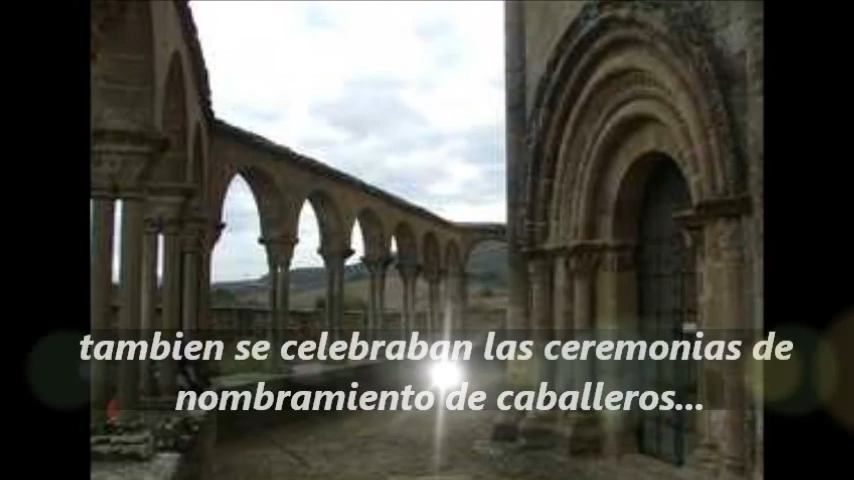 tambien se celebraban las ceremonias de
nombramiento de caballeros...